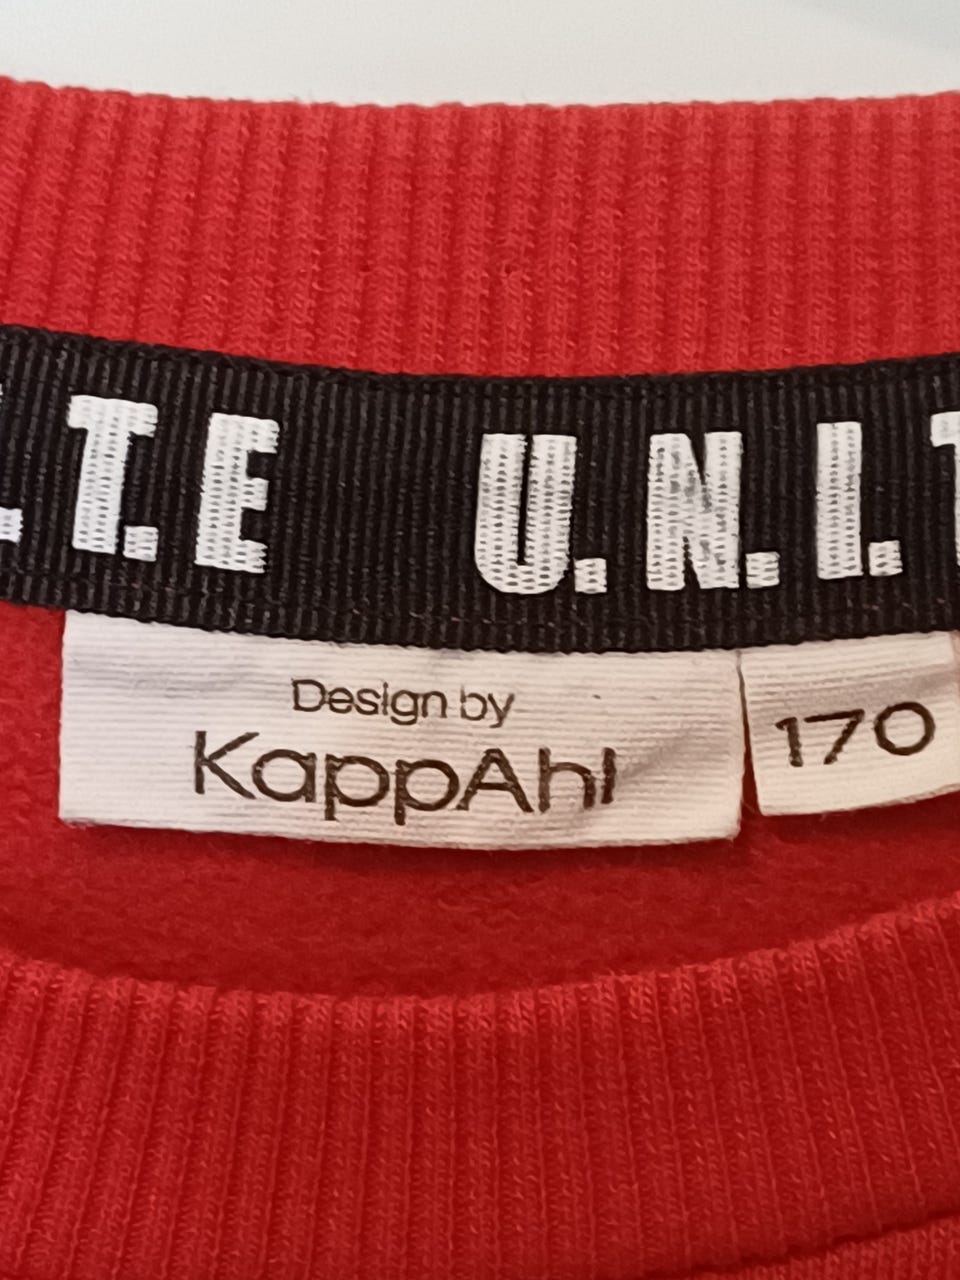 .T.E U.N.I.T
Design by
KappAhl
170